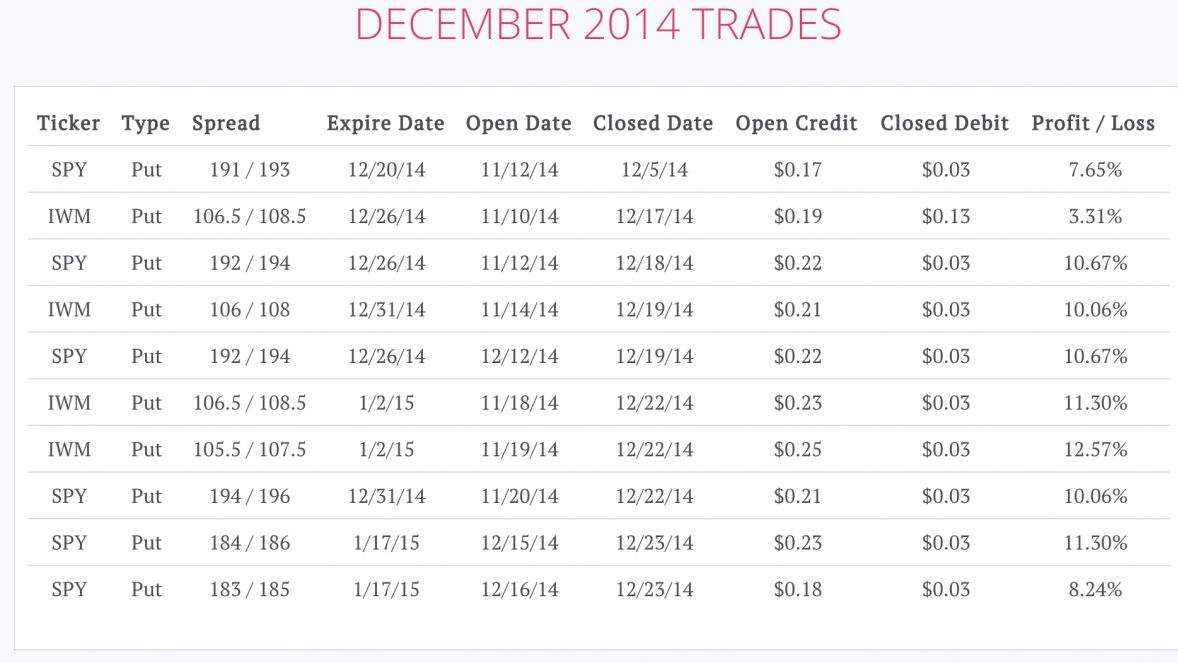 DECEMBER 2014 TRADES
Ticker Type Spread Expire Date Open Date Closed Date Open Credit Closed Debit Profit / Loss
SPY Put 191 / 193 12/20/14 11/12/14 12/5/14 $0.17 $0.03 7.65%
IWM Put 106.5 / 108.5 12/26/14 11/10/14 12/17/14 $0.19 $0.13 3.31%
SPY Put 192 / 194 12/26/14 11/12/14 12/18/14 $0.22 $0.03 10.67%
IWM Put 106 / 108 12/31/14 11/14/14 12/19/14 $0.21 $0.03 10.06%
SPY Put 192 / 194 12/26/14 12/12/14 12/19/14 $0.22 $0.03 10.67%
IWM Put 106.5 / 108.5 1/2/15 11/18/14 12/22/14 $0.23 $0.03 11.30%
IWM Put 105.5 / 107.5 1/2/15 11/19/14 12/22/14 $0.25 $0.03 12.57%
SPY Put 194 / 196 12/31/14 11/20/14 12/22/14 $0.21 $0.03 10.06%
SPY Put 184 / 186 1/17/15 12/15/14 12/23/14 $0.23 $0.03 11.30%
SPY Put 183 / 185 1/17/15 12/16/14 12/23/14 $0.18 $0.03 8.24%